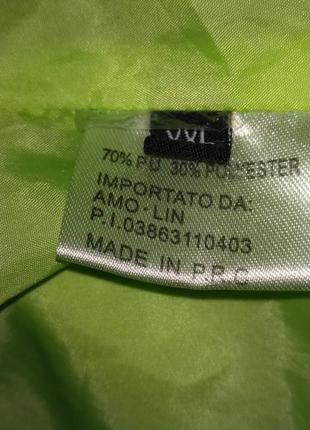 XXL
70% PU 30% POLYESTER
IMPORTATO DA:
AMO-LIN
P.I.03863110403
MADE IN P.R.C